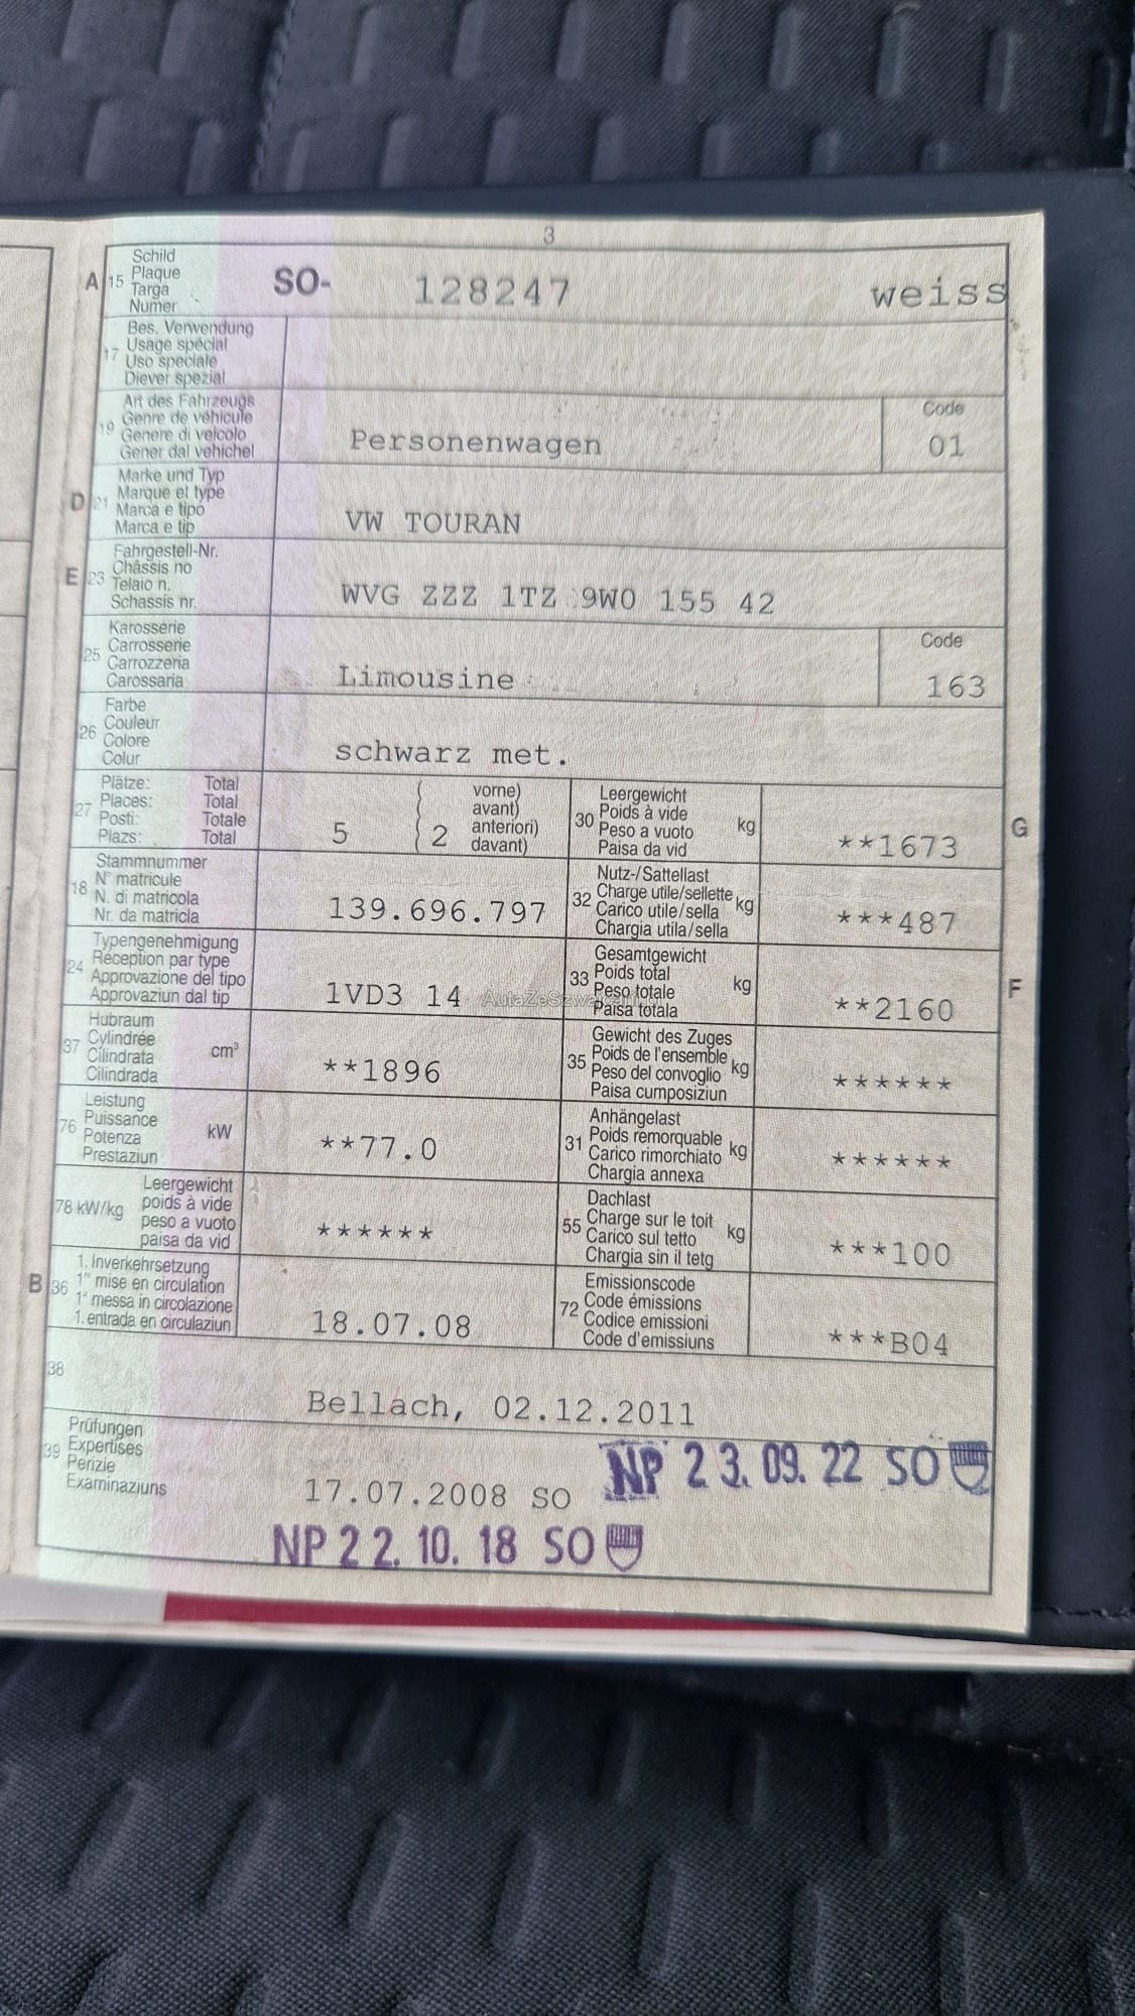 3
A 15 Schild
Plaque
Targa
Numer
SO- 128247 weiss
17 Bes. Verwendung
Usage spécial
Uso speciale
Diever spezial
19 Art des Fahrzeugs
Genre de véhicule
Genere di veicolo
Gener dal vehichel
Personenwagen
Code
01
D 21 Marke und Typ
Marque et type
Marca e tipo
Marca e tip
VW TOURAN
E 23 Fahrgestell-Nr.
Châssis no
Telaio n.
Schassis nr.
WVG ZZZ 1TZ 9W0 155 42
25 Karosserie
Carrosserie
Carrozzeria
Carossaria
Limousine
Code
163
26 Farbe
Couleur
Colore
Colur
schwarz met.
27 Plätze: Total
Places: Total
Posti: Totale
Plazs: Total
5 ( 2
vorne)
avant)
anteriori)
davant)
30 Leergewicht
Poids à vide
Peso a vuoto
Paisa da vid
kg
**1673
G
18 Stammnummer
N° matricule
N. di matricola
Nr. da matricla
139.696.797
32 Nutz-/Sattellast
Charge utile/sellette
Carico utile/sella
Chargia utila/sella
kg
***487
24 Typengenehmigung
Réception par type
Approvazione del tipo
Approvaziun dal tip
1VD3 14
33 Gesamtgewicht
Poids total
Peso totale
Paisa totala
kg
**2160
F
37 Hubraum
Cylindrée
Cilindrata
Cilindrada
cm³
**1896
35 Gewicht des Zuges
Poids de l'ensemble
Peso del convoglio
Paisa cumposiziun
kg
******
76 Leistung
Puissance
Potenza
Prestaziun
kW
**77.0
31 Anhängelast
Poids remorquable
Carico rimorchiato
Chargia annexa
kg
******
78 kW/kg Leergewicht
poids à vide
peso a vuoto
paisa da vid
******
55 Dachlast
Charge sur le toit
Carico sul tetto
Chargia sin il tetg
kg
***100
B 36 1. Inverkehrsetzung
1re mise en circulation
1a messa in circolazione
1. entrada en circulaziun
18.07.08
72 Emissionscode
Code émissions
Codice emissioni
Code d'emissiuns
***B04
38
Bellach, 02.12.2011
39 Prüfungen
Expertises
Perizie
Examinaziuns
NP 23.09.22 SO
17.07.2008 SO
NP 22.10.18 SO